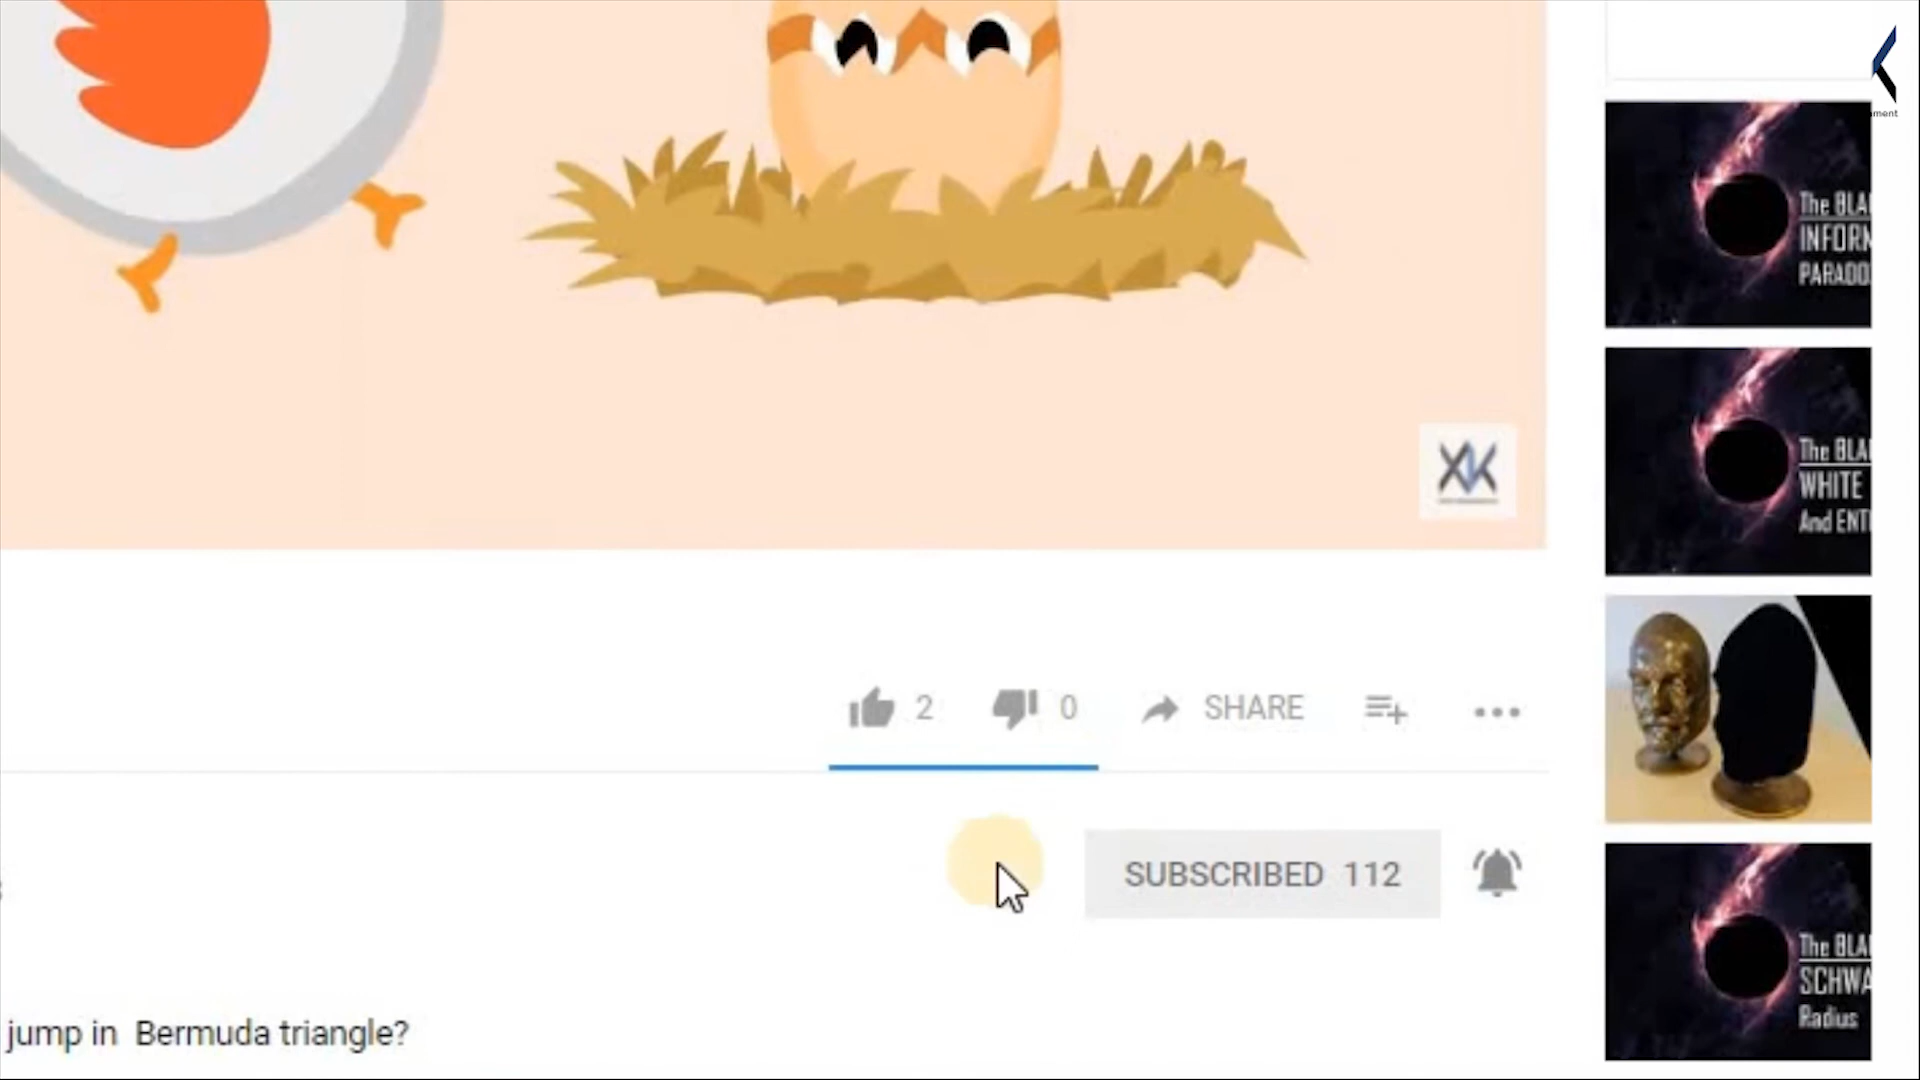 ment
The BLA
INFORM
PARADO
The BLA
WHITE
And ENT
2 0 SHARE
SUBSCRIBED 112
The BLA
SCHWA
Radius
jump in Bermuda triangle?